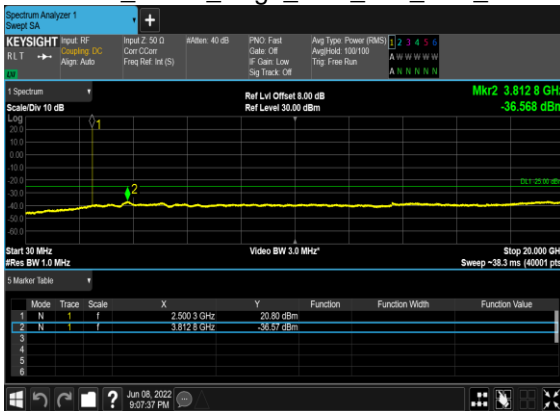 Spectrum Analyzer 1
Swept SA
+
KEYSIGHT Input: RF Input Z: 50 Ω #Atten: 40 dB PNO: Fast Avg Type: Power (RMS) 1 2 3 4 5 6
RLT Coupling: DC Corr CCorr Gate: Off Avg|Hold: 100/100 A W W W W W
Align: Auto Freq Ref: Int (S) IF Gain: Low Trig: Free Run
Sig Track: Off A N N N N N
1 Spectrum Ref Lvl Offset 8.00 dB Mkr2 3.812 8 GHz
Scale/Div 10 dB Ref Level 30.00 dBm -36.568 dBm
Log
20.0
10.0
0.00
-10.0
-20.0
-30.0
-40.0
-50.0
-60.0
1
2
DL1 -25.00 dBm
Start 30 MHz Video BW 3.0 MHz* Stop 20.000 GHz
#Res BW 1.0 MHz Sweep ~38.3 ms (40001 pts)
5 Marker Table
Mode Trace Scale X Y Function Function Width Function Value
1 N 1 f 2.500 3 GHz 20.80 dBm
2 N 1 f 3.812 8 GHz -36.57 dBm
3
4
5
6
? Jun 08, 2022
9:07:37 PM